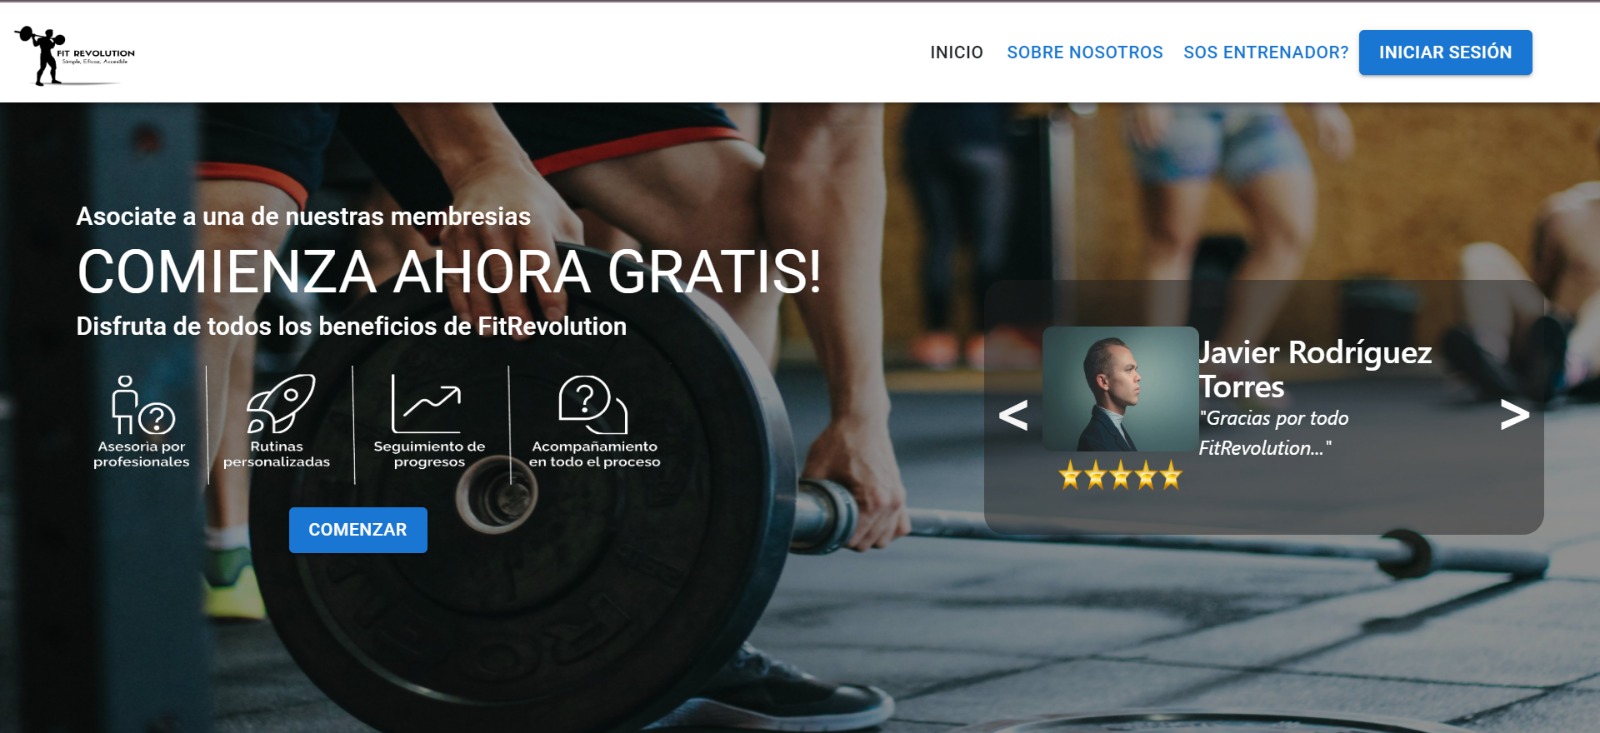 FIT REVOLUTION
Simple, Eficaz, Accesible
INICIO
SOBRE NOSOTROS
SOS ENTRENADOR?
INICIAR SESIÓN
Asociate a una de nuestras membresias
COMIENZA AHORA GRATIS!
Disfruta de todos los beneficios de FitRevolution
Asesoria por
profesionales
Rutinas
personalizadas
Seguimiento de
progresos
Acompañamiento
en todo el proceso
COMENZAR
<
Javier Rodríguez
Torres
"Gracias por todo
FitRevolution..."
>